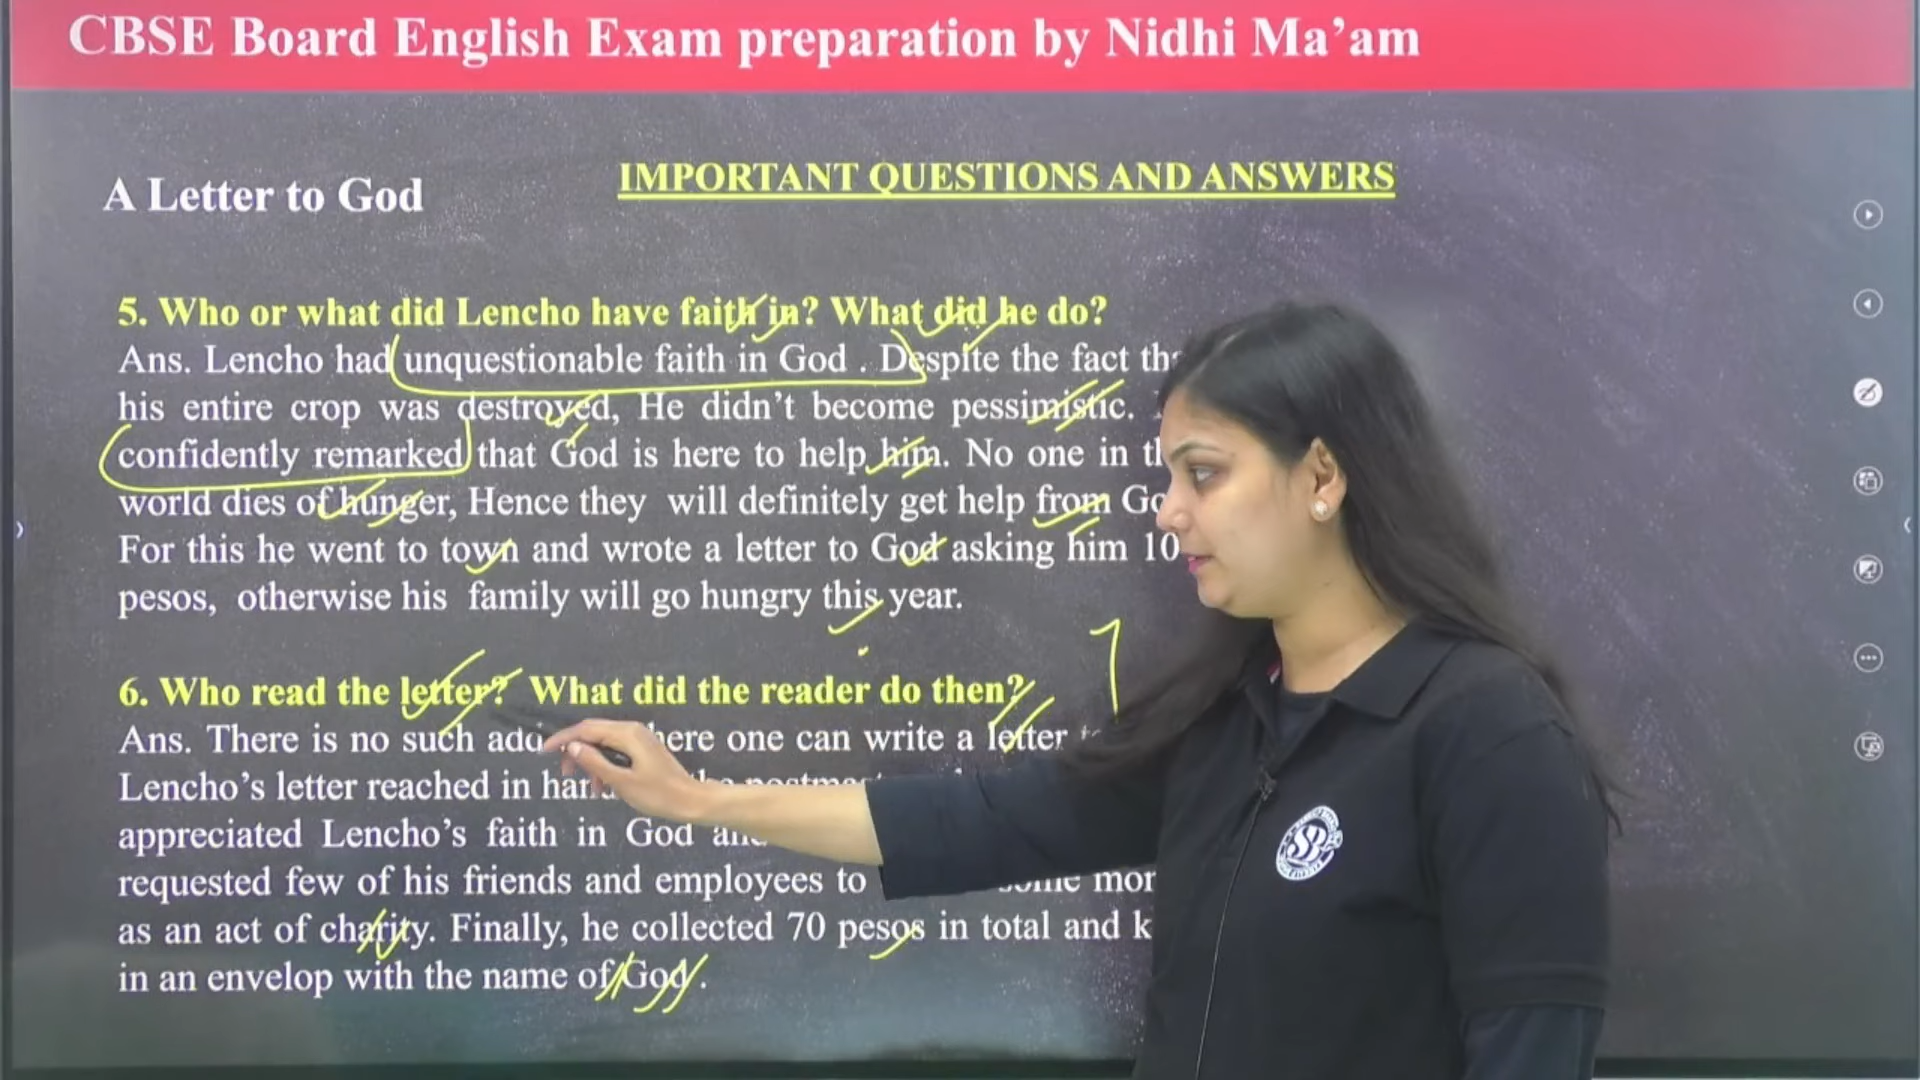 CBSE Board English Exam preparation by Nidhi Ma’am
IMPORTANT QUESTIONS AND ANSWERS
A Letter to God
5. Who or what did Lencho have faith in? What did he do?
Ans. Lencho had unquestionable faith in God . Despite the fact
his entire crop was destroyed, He didn’t become pessimistic.
confidently remarked that God is here to help him. No one in
world dies of hunger, Hence they will definitely get help from
For this he went to town and wrote a letter to God asking him
pesos, otherwise his family will go hungry this year.
6. Who read the letter? What did the reader do then?
Ans. There is no such one can write a letter
Lencho’s letter reached in
appreciated Lencho’s faith in God
requested few of his friends and employees to
as an act of charity. Finally, he collected 70 pesos in total and
in an envelop with the name of God .